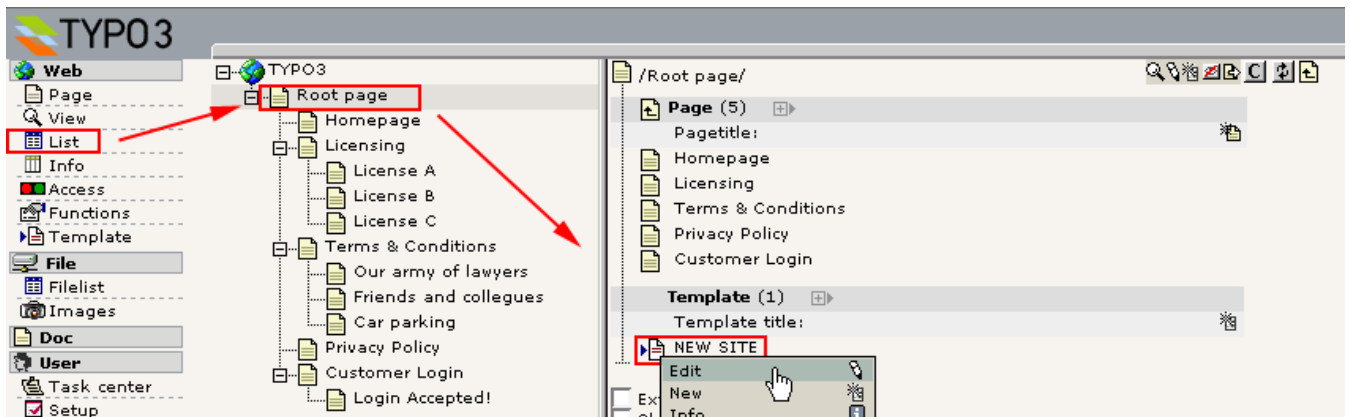 TYPO3
Web
Page
View
List
Info
Access
Functions
Template
File
Filelist
Images
Doc
User
Task center
Setup
TYPO3
Root page
Homepage
Licensing
License A
License B
License C
Terms & Conditions
Our army of lawyers
Friends and collegues
Car parking
Privacy Policy
Customer Login
Login Accepted!
/Root page/
C
Page (5)
Pagetitle:
Homepage
Licensing
Terms & Conditions
Privacy Policy
Customer Login
Template (1)
Template title:
NEW SITE
Edit
New
Info